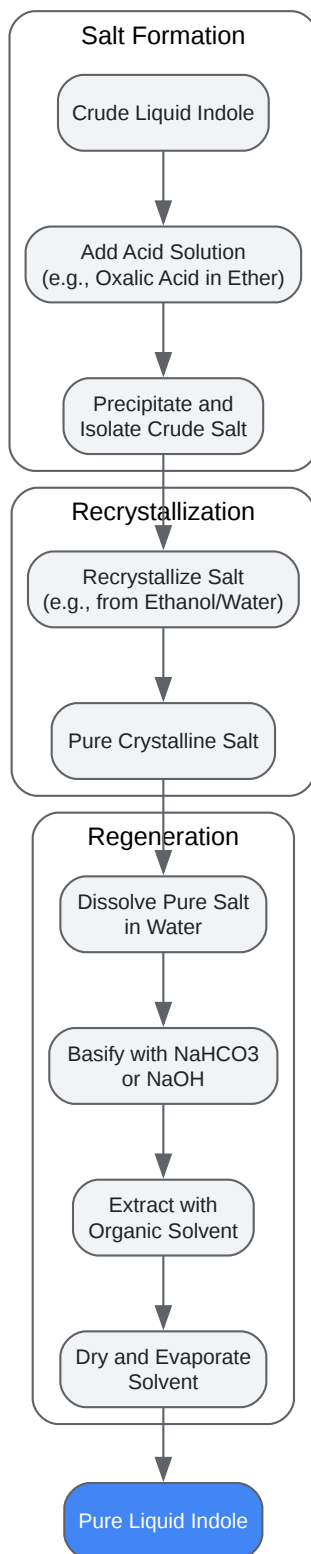 Salt Formation
Crude Liquid Indole
Add Acid Solution
(e.g., Oxalic Acid in Ether)
Precipitate and
Isolate Crude Salt
Recrystallization
Recrystallize Salt
(e.g., from Ethanol/Water)
Pure Crystalline Salt
Regeneration
Dissolve Pure Salt
in Water
Basify with NaHCO3
or NaOH
Extract with
Organic Solvent
Dry and Evaporate
Solvent
Pure Liquid Indole